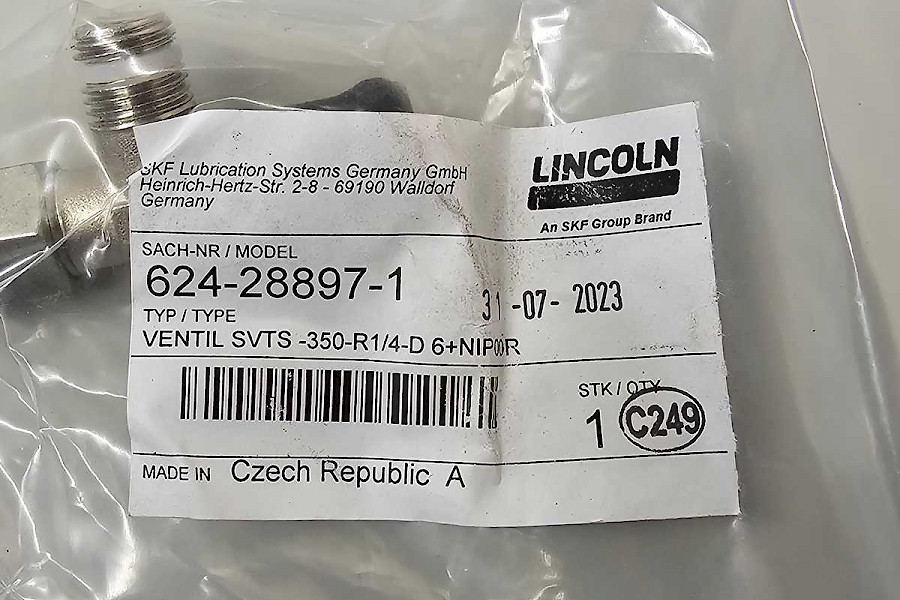 SKF Lubrication Systems Germany GmbH
Heinrich-Hertz-Str. 2-8 - 69190 Walldorf
Germany
LINCOLN
An SKF Group Brand
SACH-NR / MODEL
624-28897-1
31-07-2023
TYP / TYPE
VENTIL SVTS -350-R1/4-D 6+NIPOOR
STK / QTY
1
C249
MADE IN Czech Republic A